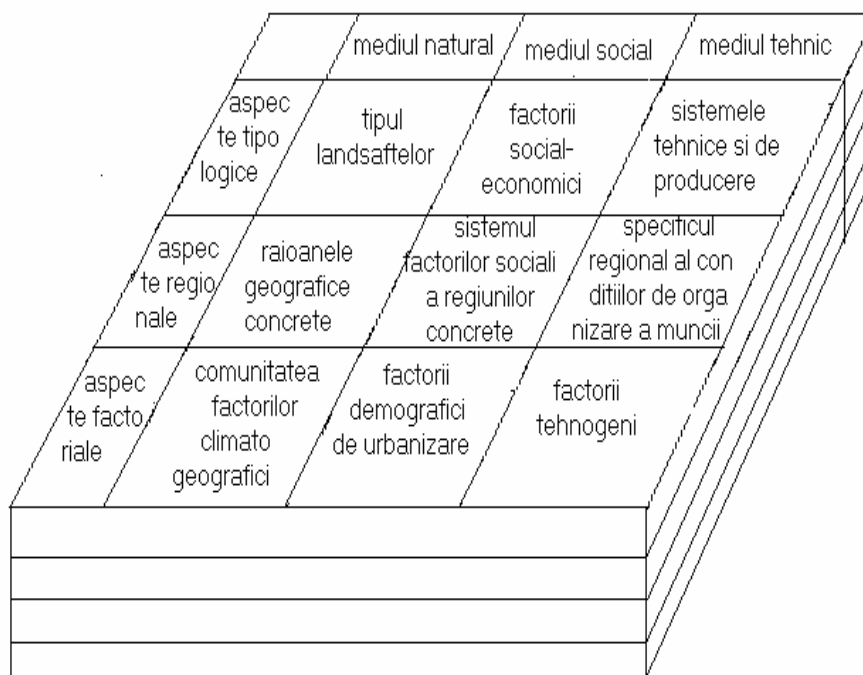 mediul natural
mediul social
mediul tehnic
aspec
te tipo
logice
tipul
landsaftelor
factorii
social-
economici
sistemele
tehnice si de
producere
aspec
te regio
nale
raioanele
geografice
concrete
sistemul
factorilor sociali
a regiunilor
concrete
specificul
regional al con
ditiilor de orga
nizare a muncii
aspec
te facto
riale
comunitatea
factorilor
climato
geografici
factorii
demografici
de urbanizare
factorii
tehnogeni